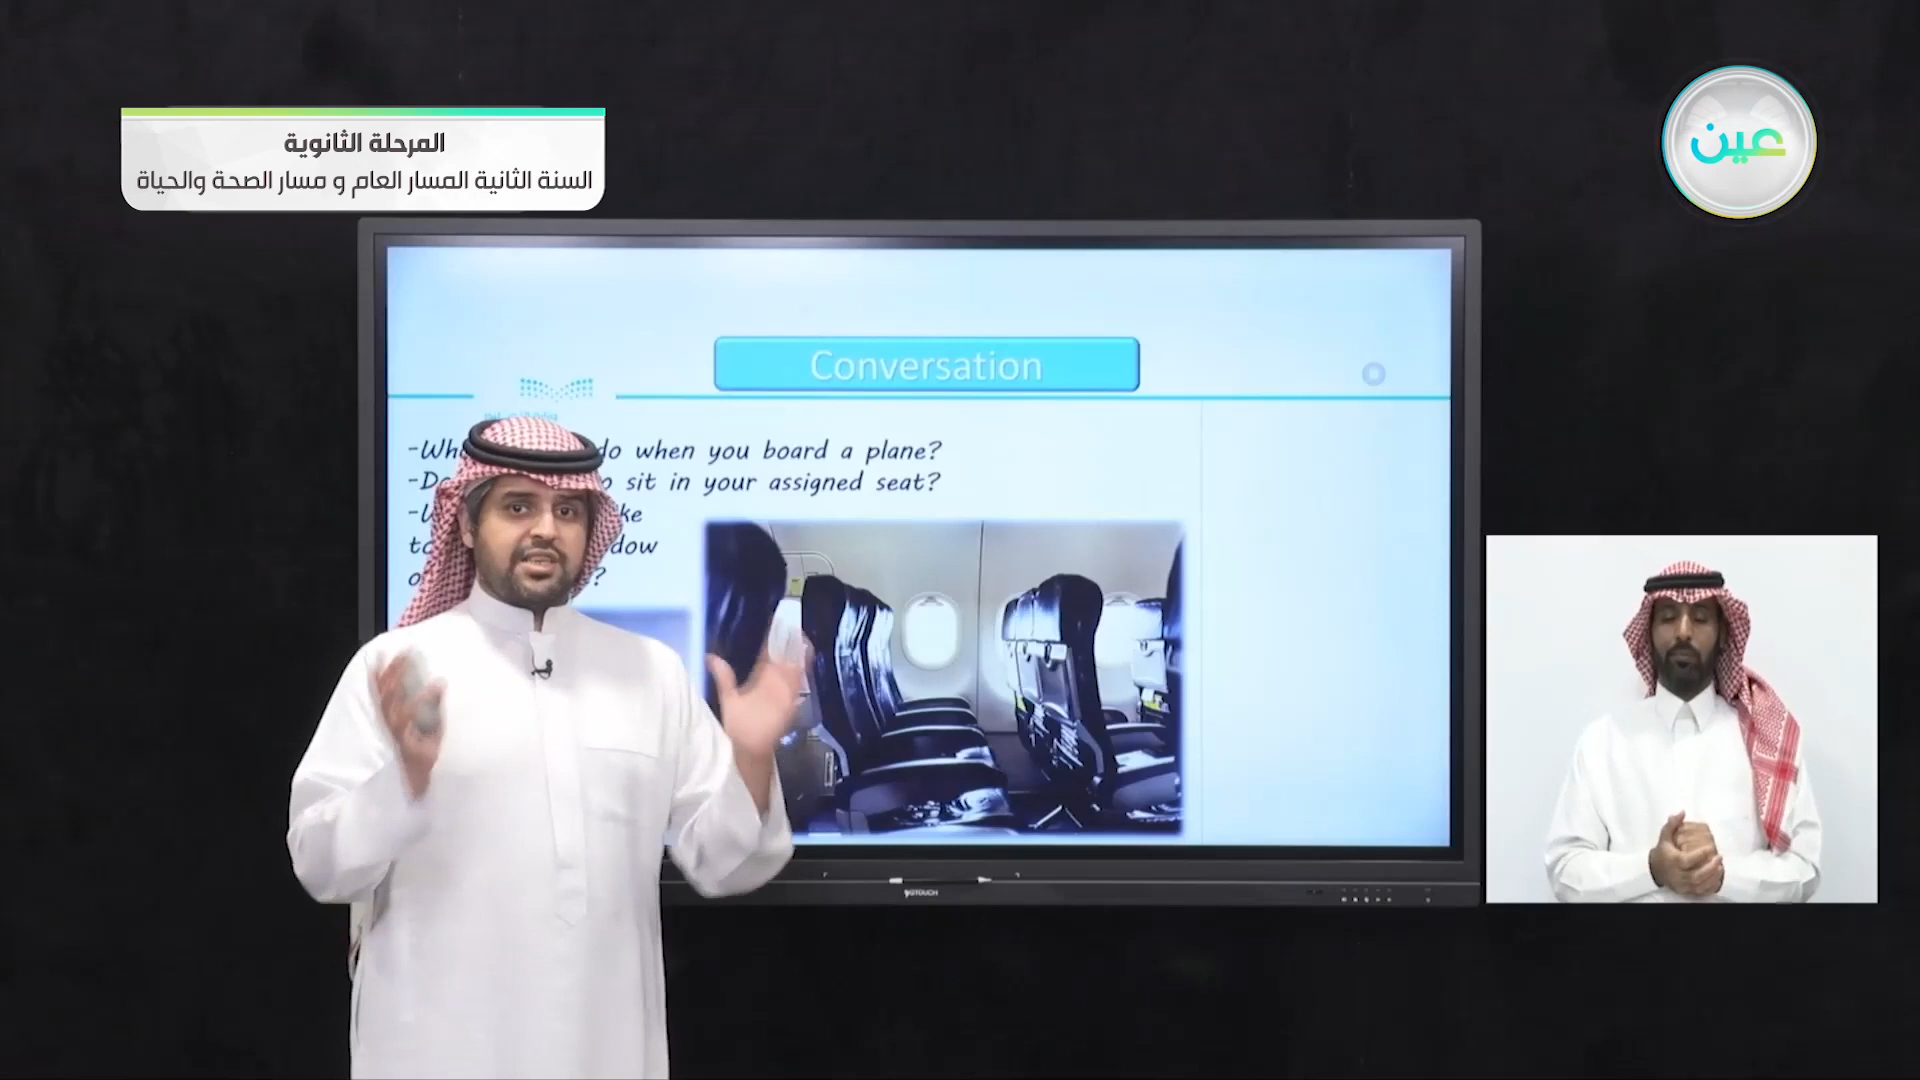 المرحلة الثانوية
السنة الثانية المسار العام و مسار الصحة والحياة
عين
Conversation
do when you board a plane?
sit in your assigned seat?